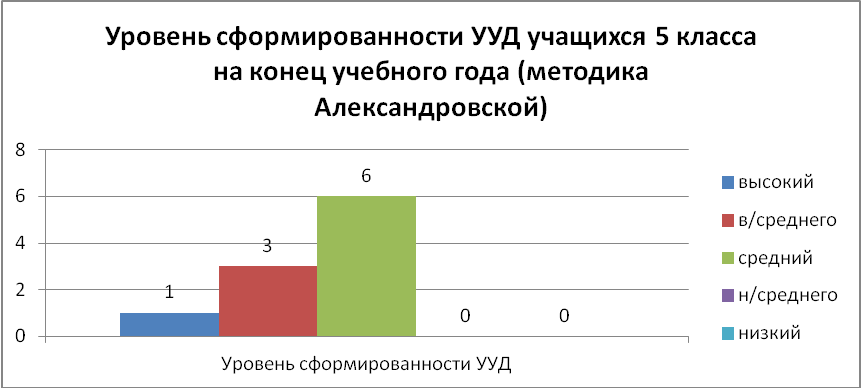 Уровень сформированности УУД учащихся 5 класса
на конец учебного года (методика
Александровской)
8
6
4
2
0
1
3
6
0
0
высокий
в/среднего
средний
н/среднего
низкий
Уровень сформированности УУД